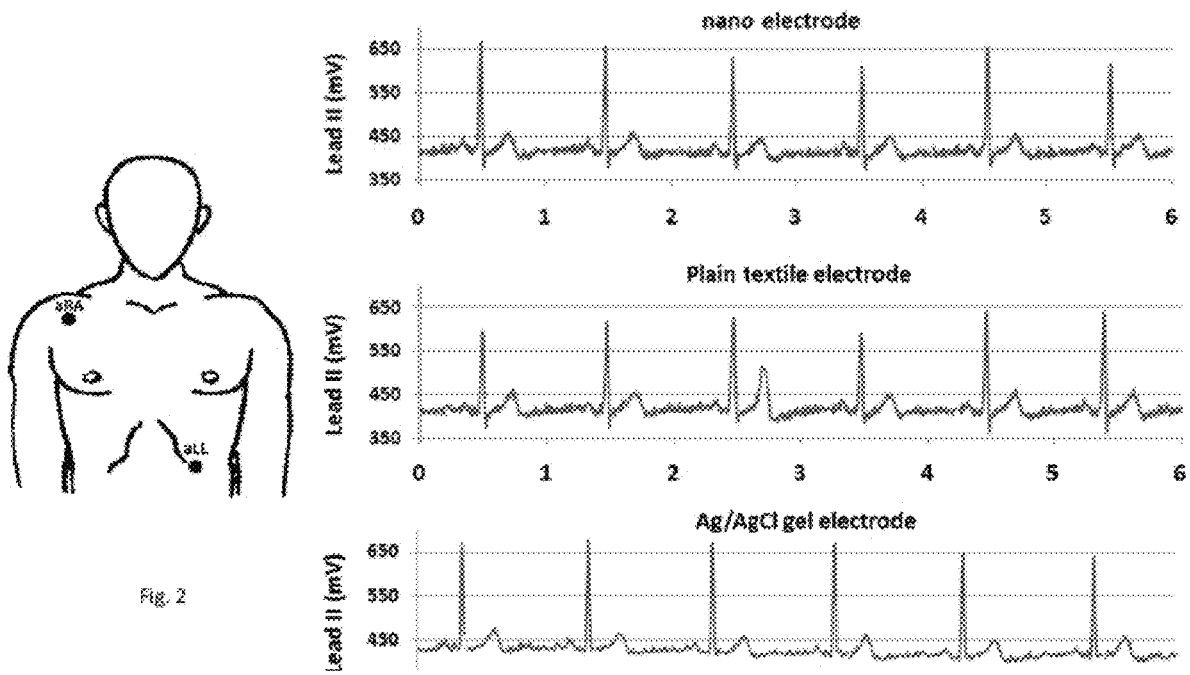 nano electrode
Lead II (mV)
650
550
450
350
0 1 2 3 4 5 6
Plain textile electrode
Lead II (mV)
650
550
450
350
0 1 2 3 4 5 6
Ag/AgCl gel electrode
Lead II (mV)
650
550
450
aRA
aLL
Fig. 2